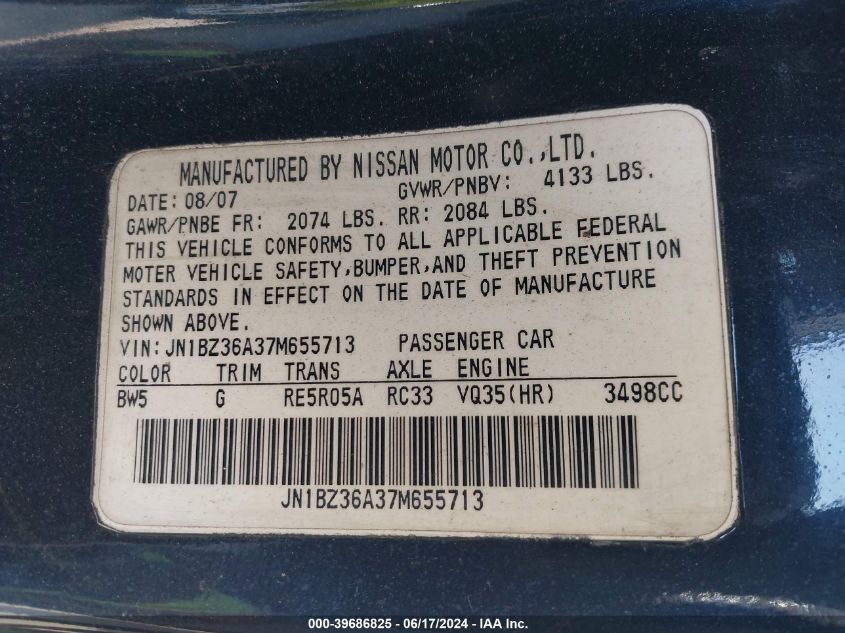 MANUFACTURED BY NISSAN MOTOR CO.,LTD.
DATE: 08/07 GVWR/PNBV: 4133 LBS.
GAWR/PNBE FR: 2074 LBS. RR: 2084 LBS.
THIS VEHICLE CONFORMS TO ALL APPLICABLE FEDERAL
MOTER VEHICLE SAFETY,BUMPER,AND THEFT PREVENTION
STANDARDS IN EFFECT ON THE DATE OF MANUFACTURE
SHOWN ABOVE.
VIN:JN1BZ36A37M655713 PASSENGER CAR
COLOR TRIM TRANS AXLE ENGINE
BW5 G RE5R05A RC33 VQ35(HR) 3498CC
JN1BZ36A37M655713
000-39686825 - 06/17/2024 - IAA Inc.